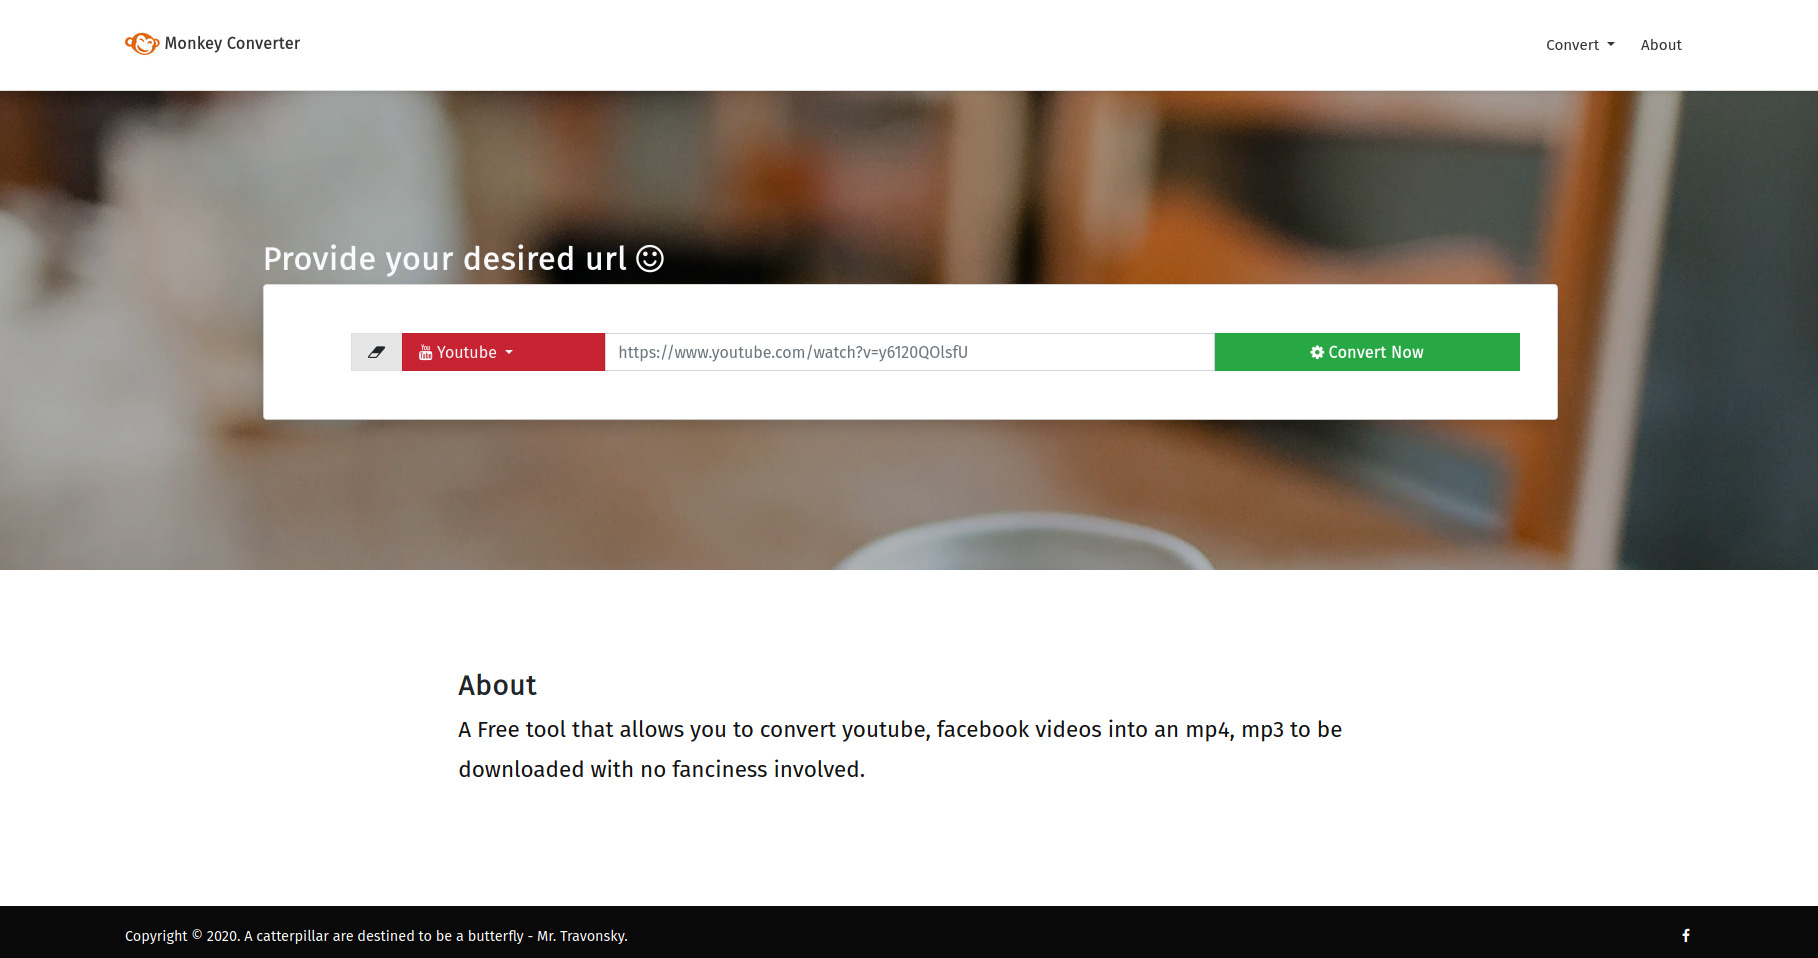 Monkey Converter
Convert
About
Provide your desired url
You Tube Youtube
https://www.youtube.com/watch?v=y6120QOlsfU
Convert Now
About
A Free tool that allows you to convert youtube, facebook videos into an mp4, mp3 to be
downloaded with no fanciness involved.
Copyright © 2020. A catterpillar are destined to be a butterfly - Mr. Travonsky.